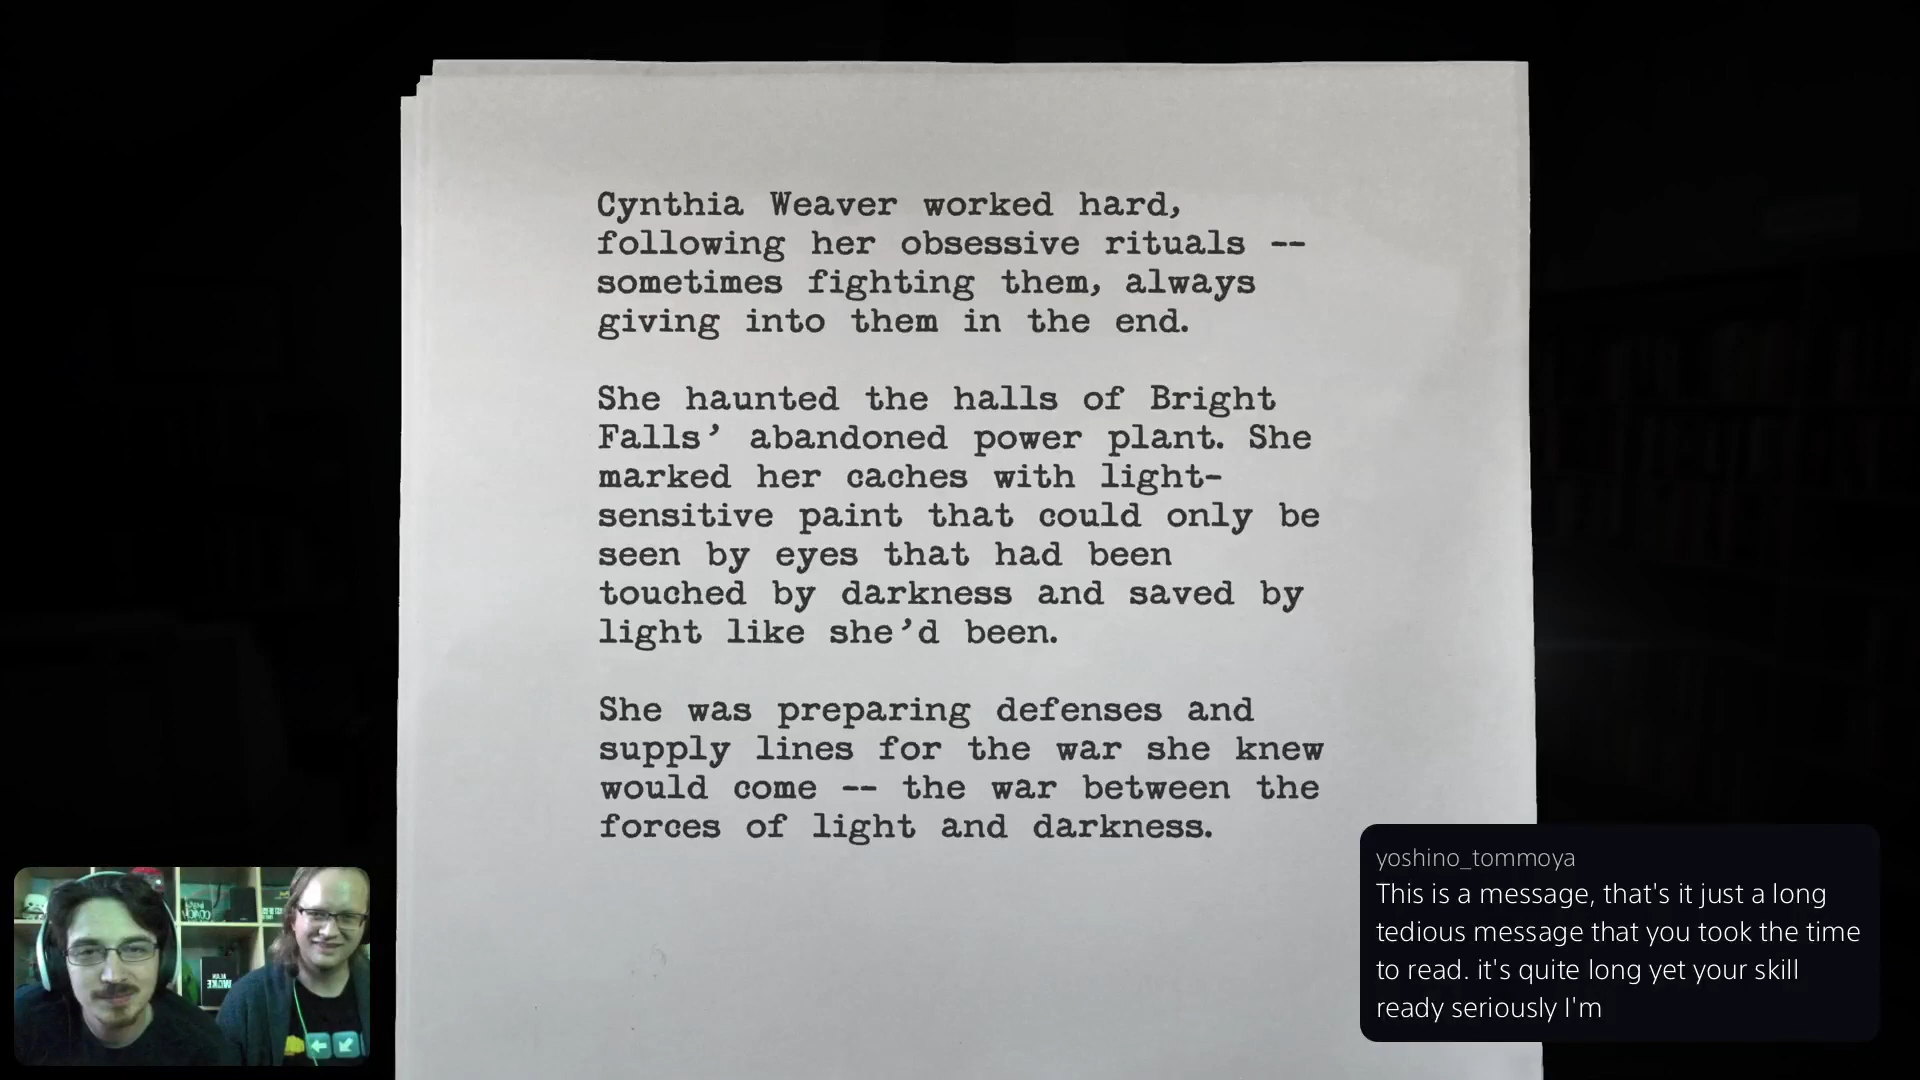 Cynthia Weaver worked hard,
following her obsessive rituals --
sometimes fighting them, always
giving into them in the end.
She haunted the halls of Bright
Falls’ abandoned power plant. She
marked her caches with light-
sensitive paint that could only be
seen by eyes that had been
touched by darkness and saved by
light like she’d been.
She was preparing defenses and
supply lines for the war she knew
would come -- the war between the
forces of light and darkness.
yoshino_tommoya
This is a message, that's it just a long
tedious message that you took the time
to read. it's quite long yet your skill
ready seriously I'm